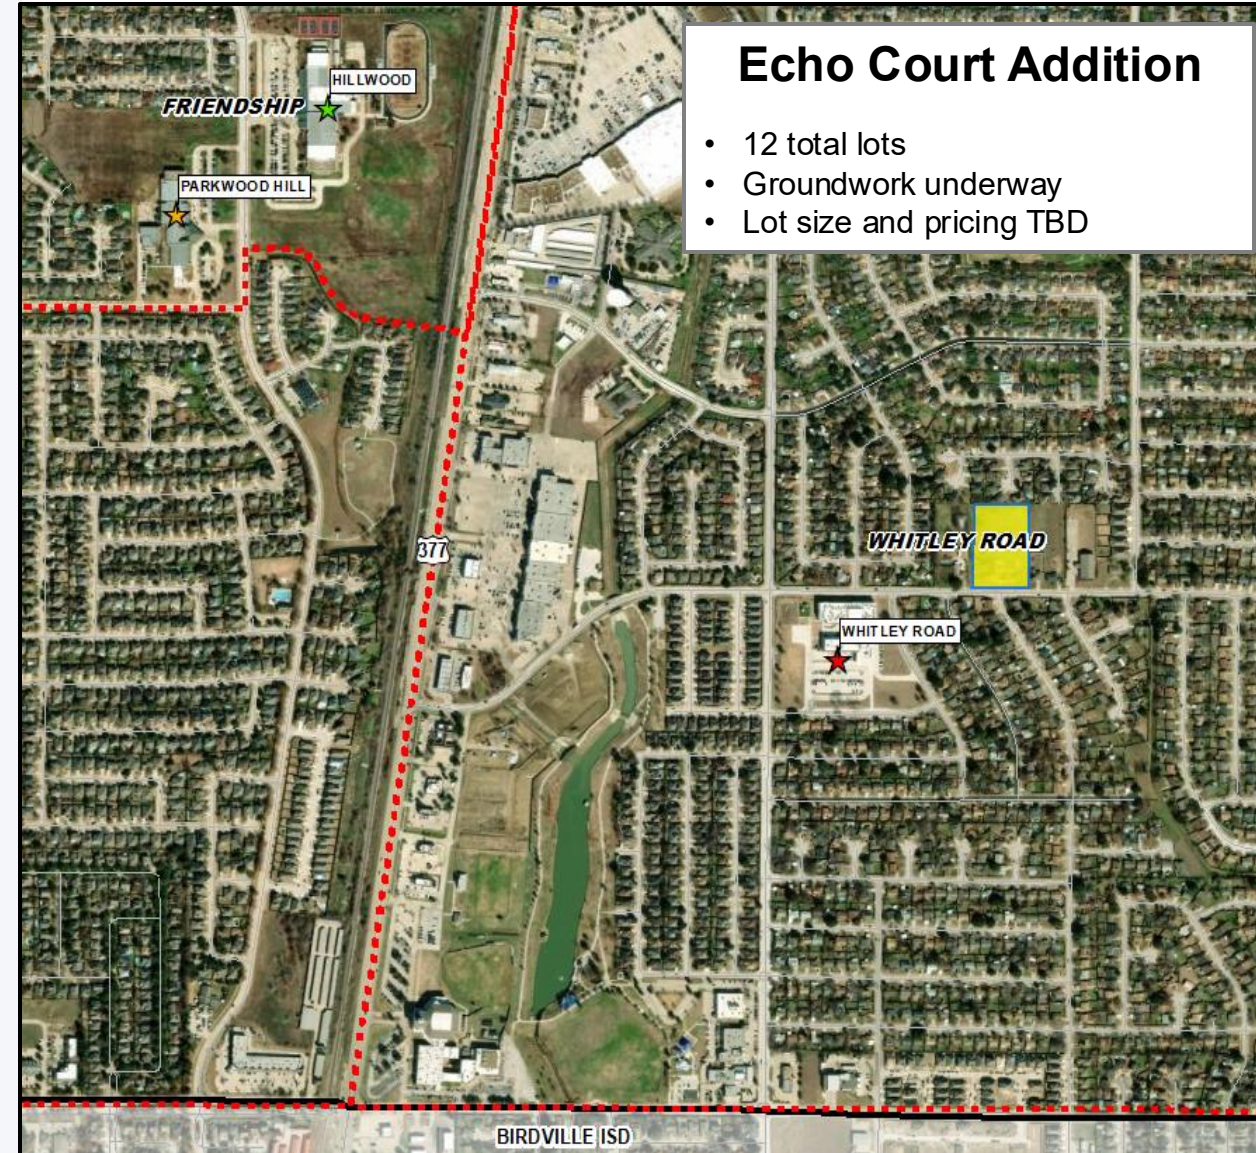 Echo Court Addition
• 12 total lots
• Groundwork underway
• Lot size and pricing TBD
HILLWOOD
FRIENDSHIP
PARKWOOD HILL
377
WHITLEY ROAD
WHITLEY ROAD
BIRDVILLE ISD